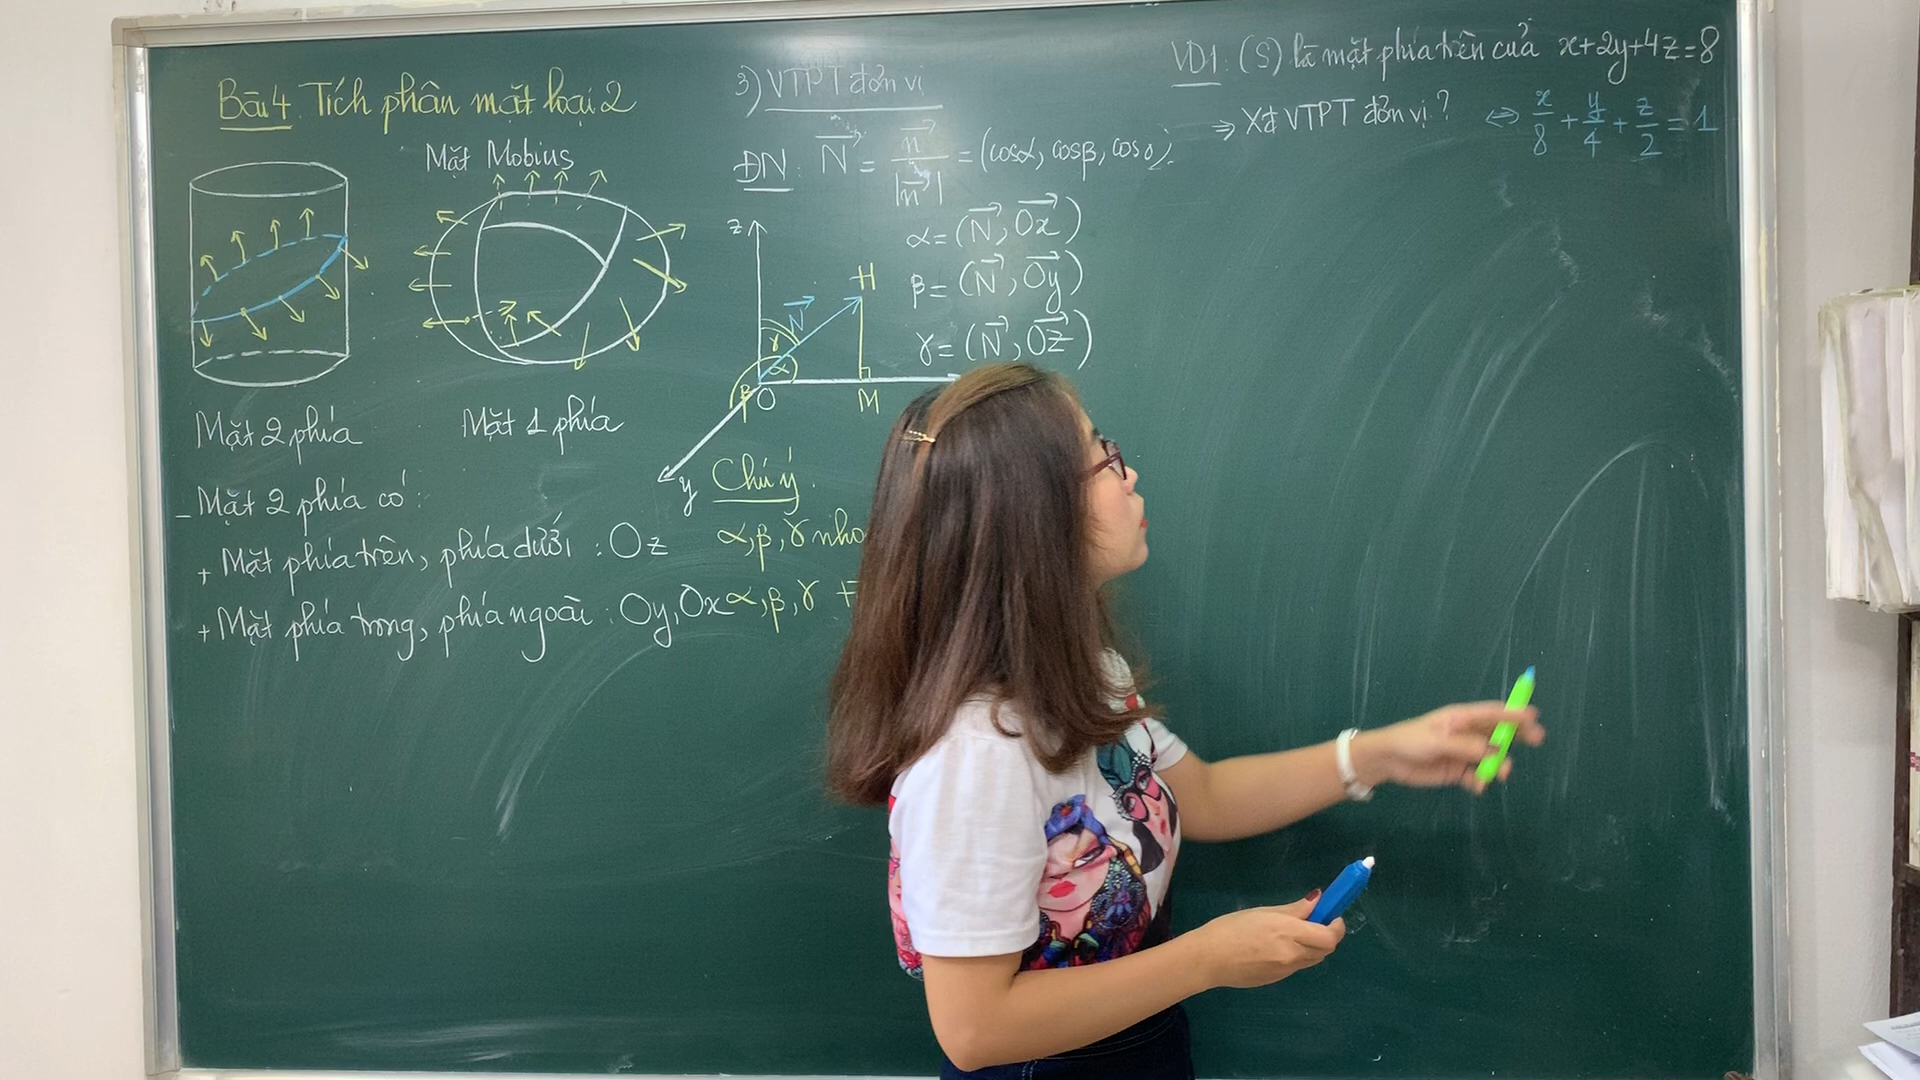 Bài 4. Tích phân mặt loại 2
Mặt Mobius
Mặt 2 phía
Mặt 1 phía
- Mặt 2 phía có:
+ Mặt phía trên, phía dưới : Oz
+ Mặt phía trong, phía ngoài : Oy, Ox
3) VTPT đơn vị
ĐN: N⃗ = n⃗ / |n⃗| = (cosα, cosβ, cosγ).
α = (N⃗, Ox⃗)
β = (N⃗, Oy⃗)
γ = (N⃗, Oz⃗)
z
H
N⃗
γ
α
β
O
M
y
Chú ý.
α, β, γ nhọ
α, β, γ
VD1: (S) là mặt phía trên của x+2y+4z=8
⇒ XĐ VTPT đơn vị? ⇔ x/8 + y/4 + z/2 = 1